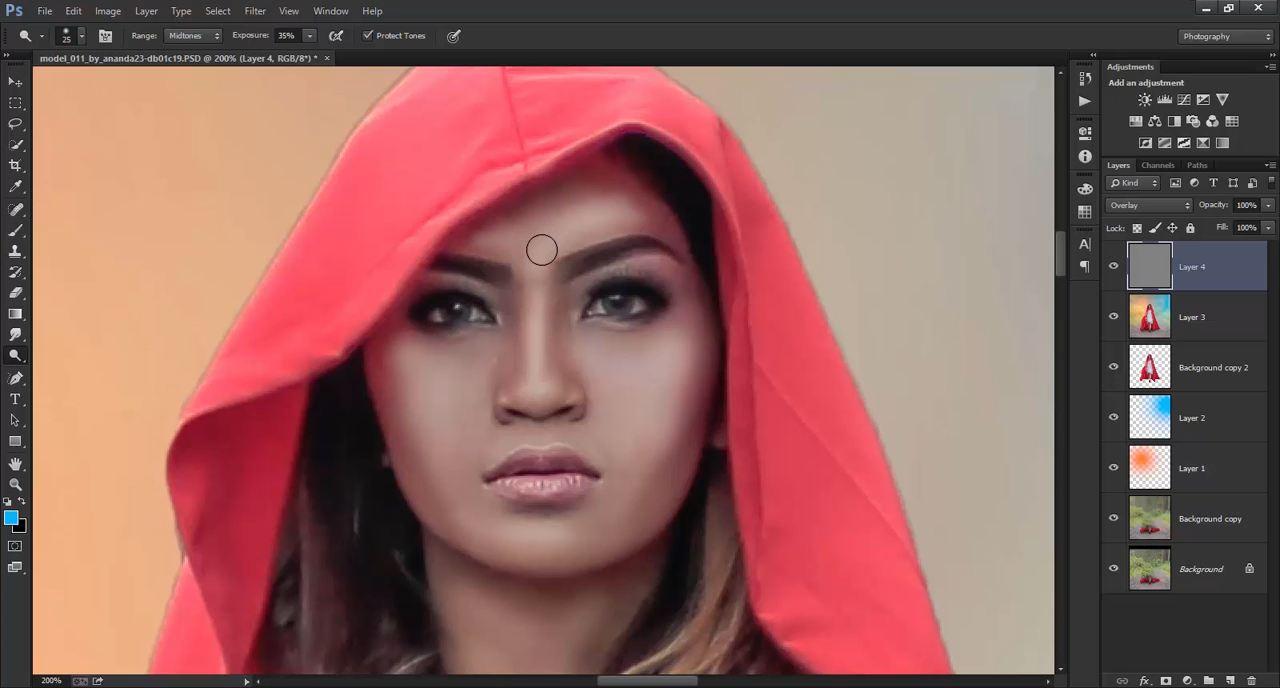 Ps File Edit Image Layer Type Select Filter View Window Help
25 Range: Midtones Exposure: 35% Protect Tones Photography
model_011_by_ananda23-db01c19.PSD @ 200% (Layer 4, RGB/8*) * ×
Adjustments
Add an adjustment
Layers Channels Paths
Kind
Overlay Opacity: 100%
Lock: Fill: 100%
Layer 4
Layer 3
Background copy 2
Layer 2
Layer 1
Background copy
Background
200%